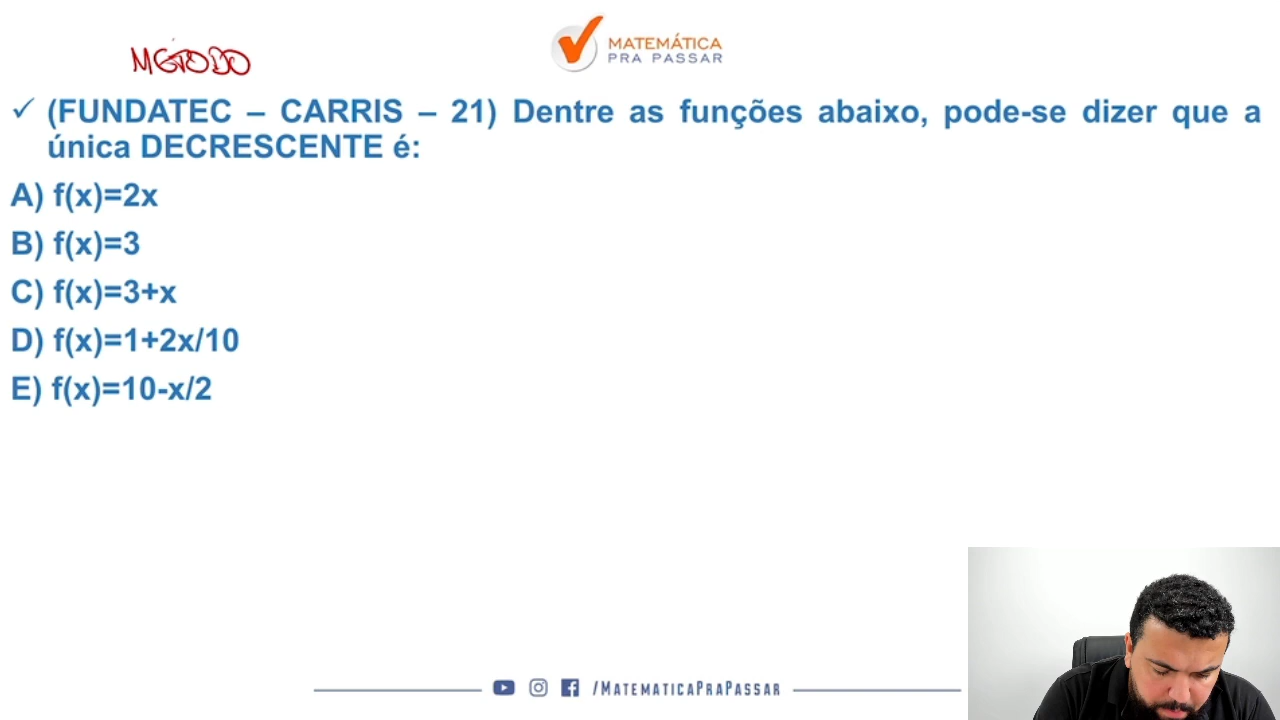 MÉTODO
MATEMÁTICA
PRA PASSAR
✓ (FUNDATEC – CARRIS – 21) Dentre as funções abaixo, pode-se dizer que a
única DECRESCENTE é:
A) f(x)=2x
B) f(x)=3
C) f(x)=3+x
D) f(x)=1+2x/10
E) f(x)=10-x/2
/MATEMATICAPRAPASSAR